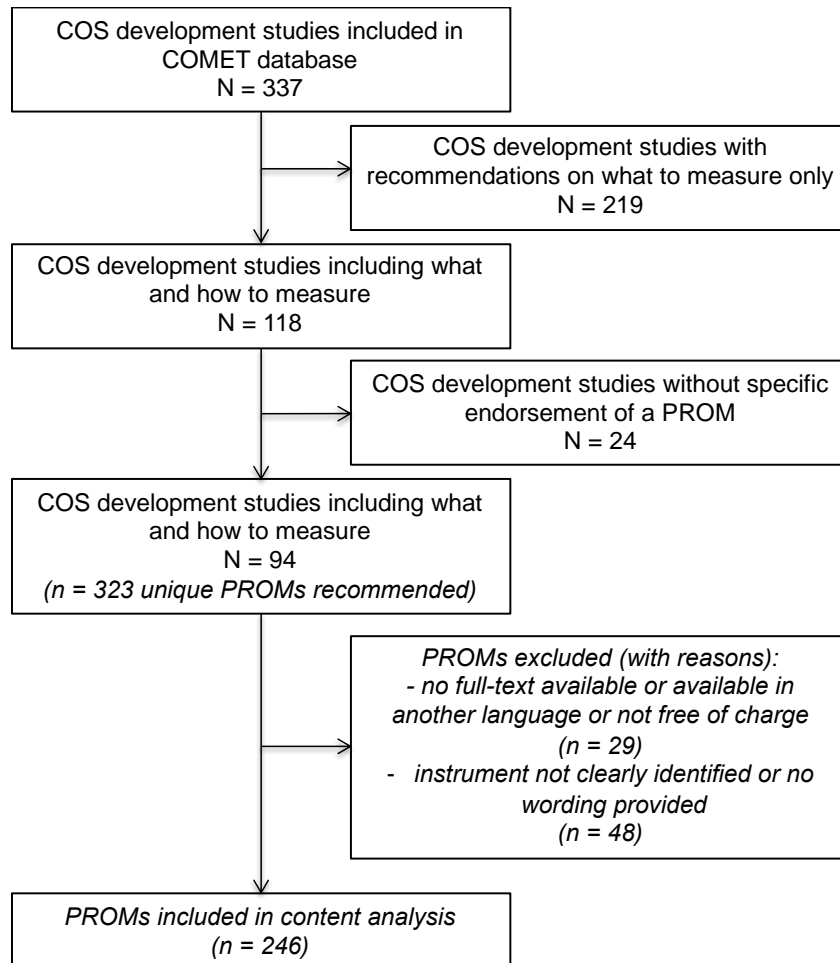 COS development studies included in
COMET database
N = 337
COS development studies with
recommendations on what to measure only
N = 219
COS development studies including what
and how to measure
N = 118
COS development studies without specific
endorsement of a PROM
N = 24
COS development studies including what
and how to measure
N = 94
(n = 323 unique PROMs recommended)
PROMs excluded (with reasons):
- no full-text available or available in
another language or not free of charge
(n = 29)
- instrument not clearly identified or no
wording provided
(n = 48)
PROMs included in content analysis
(n = 246)